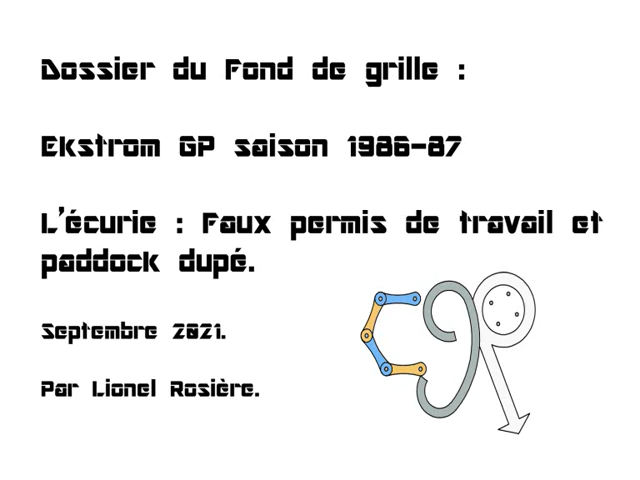 Dossier du Fond de grille :
Ekstrom GP saison 1986-87
L'écurie : Faux permis de travail et
paddock dupé.
Septembre 2021.
Par Lionel Rosière.